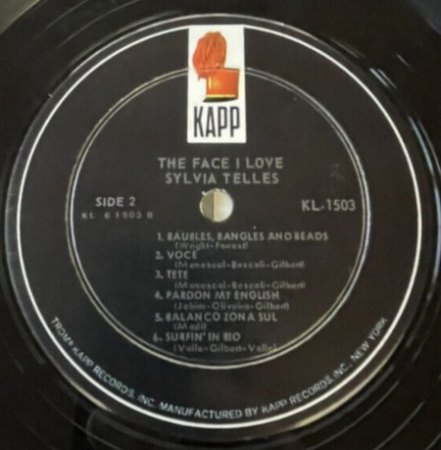 KAPP
THE FACE I LOVE
SYLVIA TELLES
SIDE 2
KL 6 1503 B
KL-1503
1. BAUBLES, BANGLES AND BEADS
(Wright-Forrest)
2. VOCE
(Menescal-Boscoli-Gilbert)
3. TETE
(Menescal-Boscoli-Gilbert)
4. PARDON MY ENGLISH
(Jobim-Oliveira-Gilbert)
5. BALANCO ZONA SUL
(Madi)
6. SURFIN' IN RIO
(Valle-Gilbert-Valle)
TRDMK KAPP RECORDS, INC. MANUFACTURED BY KAPP RECORDS, INC. NEW YORK